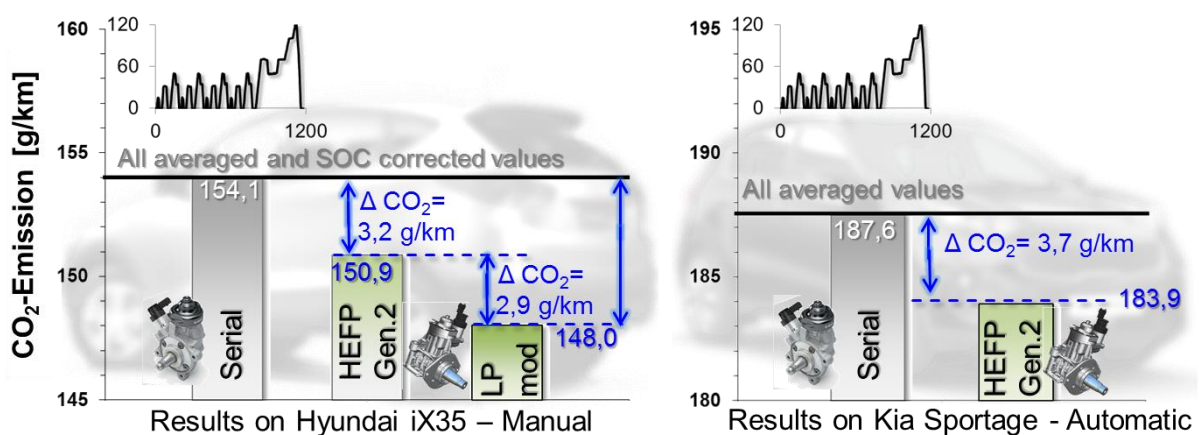 CO₂-Emission [g/km]
160
155
150
145
120
60
0
0
1200
All averaged and SOC corrected values
154,1
Δ CO₂=
3,2 g/km
150,9
Δ CO₂=
2,9 g/km
148,0
Serial
HEFP
Gen.2
LP
mod
Results on Hyundai iX35 – Manual
195
190
185
180
120
60
0
0
1200
All averaged values
187,6
Δ CO₂= 3,7 g/km
183,9
Serial
HEFP
Gen.2
Results on Kia Sportage - Automatic